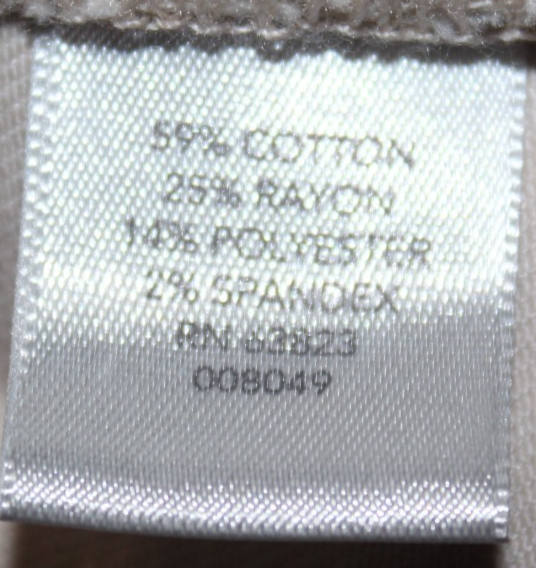 59% COTTON
25% RAYON
14% POLYESTER
2% SPANDEX
RN 63823
008049